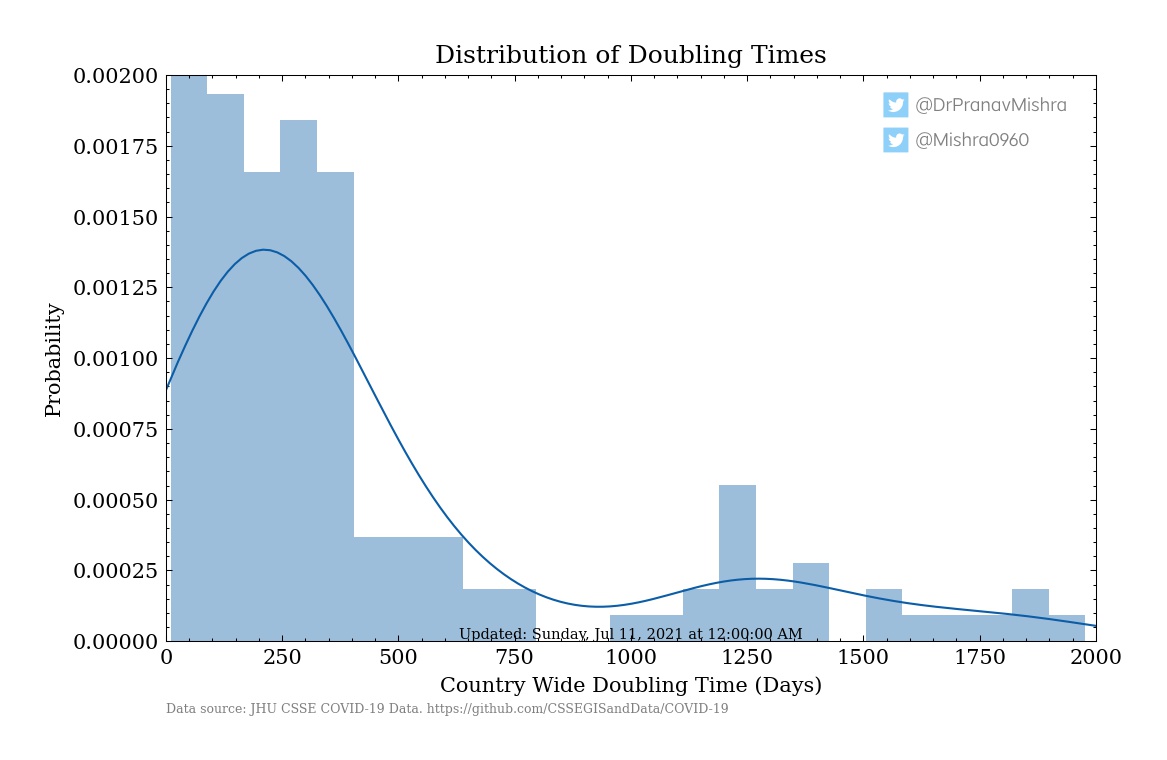 Distribution of Doubling Times
@DrPranavMishra
@Mishra0960
0.00200
0.00175
0.00150
0.00125
0.00100
0.00075
0.00050
0.00025
0.00000
Probability
Updated: Sunday, Jul 11, 2021 at 12:00:00 AM
0 250 500 750 1000 1250 1500 1750 2000
Country Wide Doubling Time (Days)
Data source: JHU CSSE COVID-19 Data. https://github.com/CSSEGISandData/COVID-19